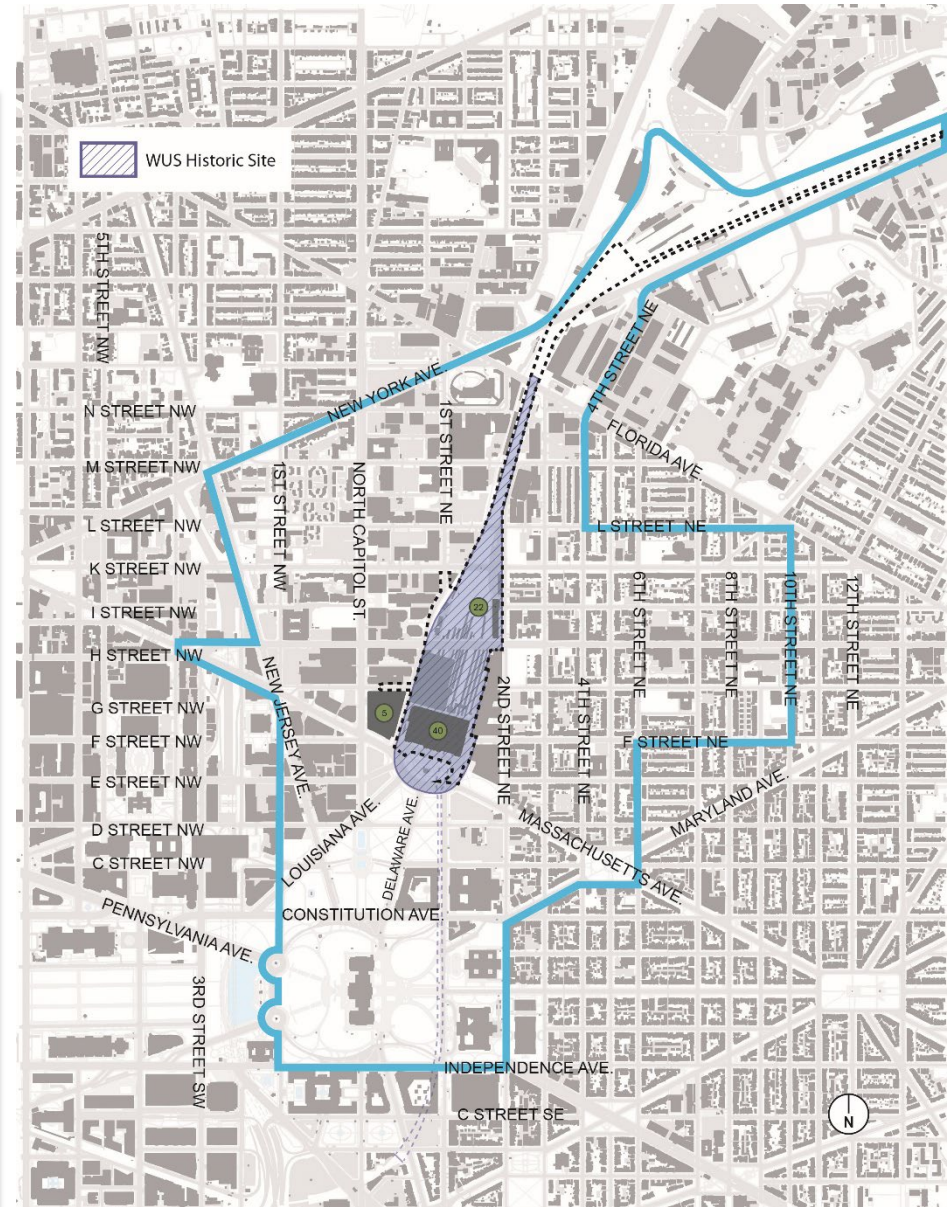 WUS Historic Site
5TH STREET NW
N STREET NW
M STREET NW
L STREET NW
K STREET NW
I STREET NW
H STREET NW
G STREET NW
F STREET NW
E STREET NW
D STREET NW
C STREET NW
NEW YORK AVE.
1ST STREET NE
1ST STREET NW
NORTH CAPITOL ST.
4TH STREET NE
FLORIDA AVE.
L STREET NE
6TH STREET NE
8TH STREET NE
10TH STREET NE
12TH STREET NE
22
5
40
NEW JERSEY AVE.
2ND STREET NE
4TH STREET NE
F STREET NE
LOUISIANA AVE.
DELAWARE AVE.
MASSACHUSETTS AVE.
MARYLAND AVE.
CONSTITUTION AVE.
PENNSYLVANIA AVE.
3RD STREET SW
INDEPENDENCE AVE.
C STREET SE
N